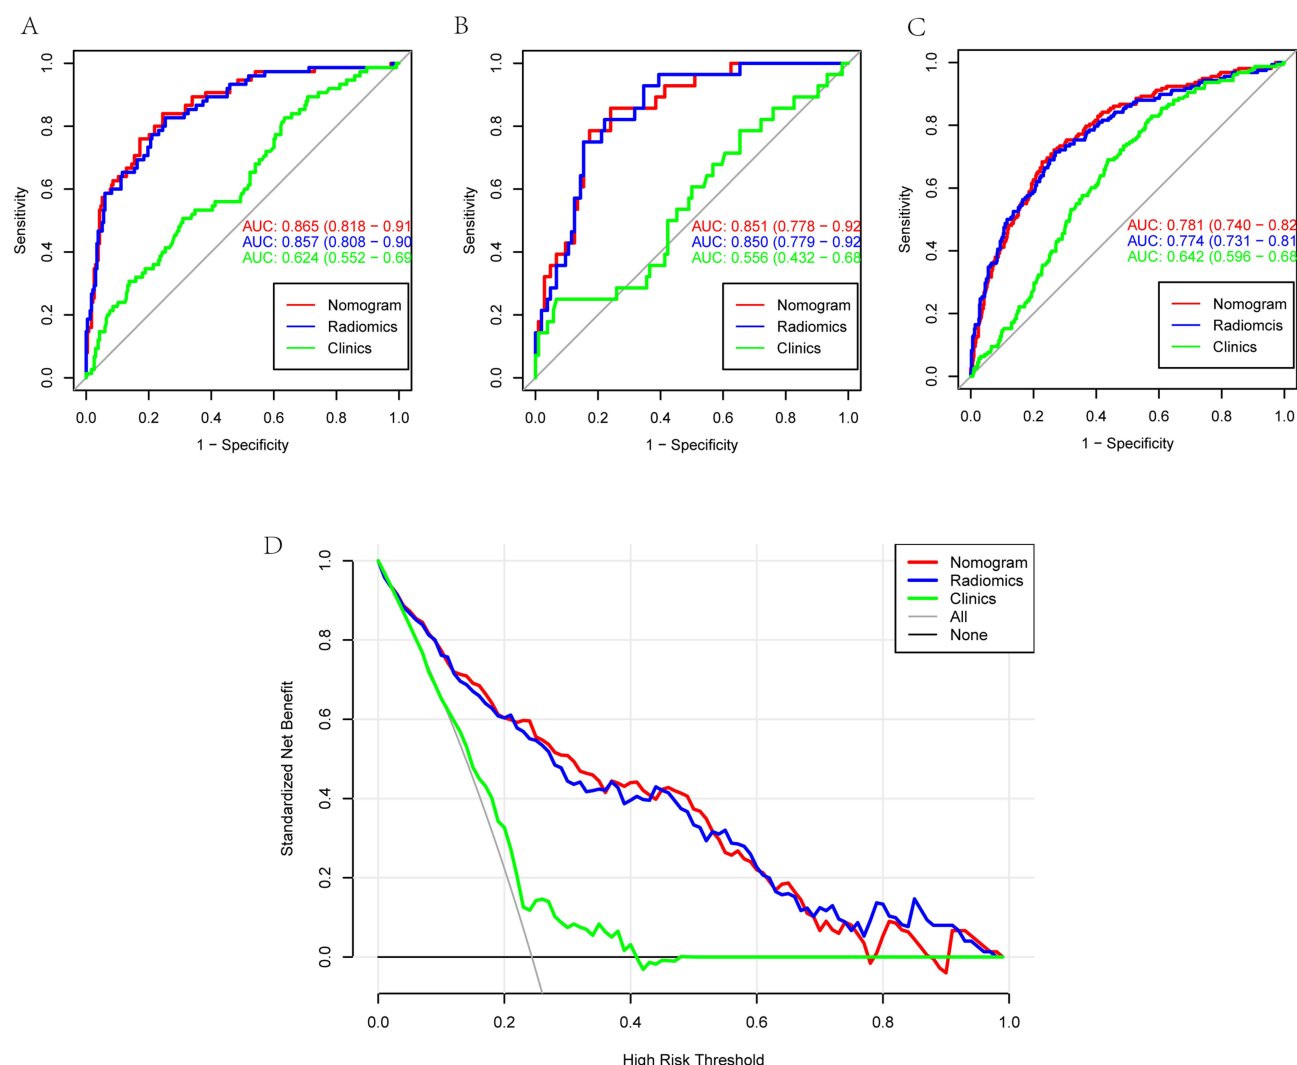 A
1.0
0.8
0.6
0.4
0.2
0.0
Sensitivity
AUC: 0.865 (0.818 − 0.91
AUC: 0.857 (0.808 − 0.90
AUC: 0.624 (0.552 − 0.69
Nomogram
Radiomics
Clinics
0.0 0.2 0.4 0.6 0.8 1.0
1 − Specificity
B
1.0
0.8
0.6
0.4
0.2
0.0
Sensitivity
AUC: 0.851 (0.778 − 0.92
AUC: 0.850 (0.779 − 0.92
AUC: 0.556 (0.432 − 0.68
Nomogram
Radiomics
Clinics
0.0 0.2 0.4 0.6 0.8 1.0
1 − Specificity
C
1.0
0.8
0.6
0.4
0.2
0.0
Sensitivity
AUC: 0.781 (0.740 − 0.82
AUC: 0.774 (0.731 − 0.81
AUC: 0.642 (0.596 − 0.68
Nomogram
Radiomcis
Clinics
0.0 0.2 0.4 0.6 0.8 1.0
1 − Specificity
D
1.0
0.8
0.6
0.4
0.2
0.0
Standardized Net Benefit
Nomogram
Radiomics
Clinics
All
None
0.0 0.2 0.4 0.6 0.8 1.0
High Risk Threshold